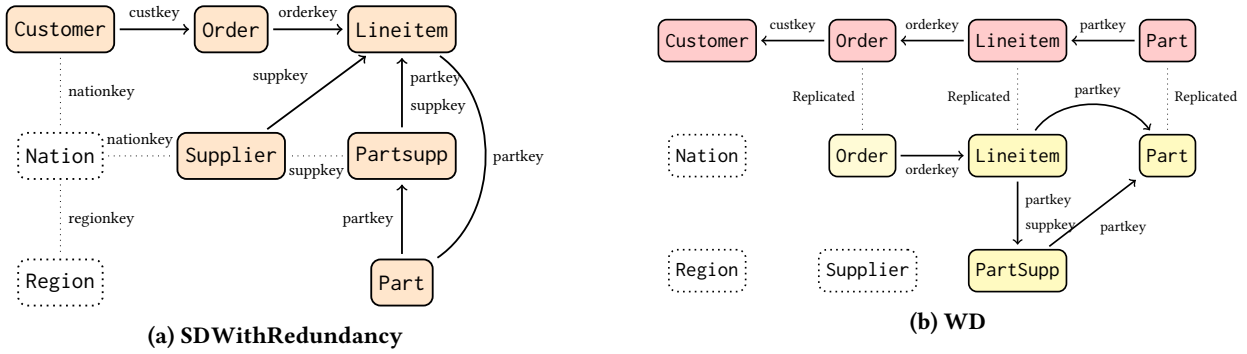 Customer custkey Order orderkey Lineitem
nationkey
suppkey
partkey
suppkey
Nation nationkey Supplier suppkey Partsupp partkey
regionkey
partkey
Region
Part
(a) SDWithRedundancy
Customer custkey Order orderkey Lineitem partkey Part
Replicated Replicated partkey Replicated
Nation Order orderkey Lineitem Part
partkey
suppkey partkey
Region Supplier PartSupp
(b) WD